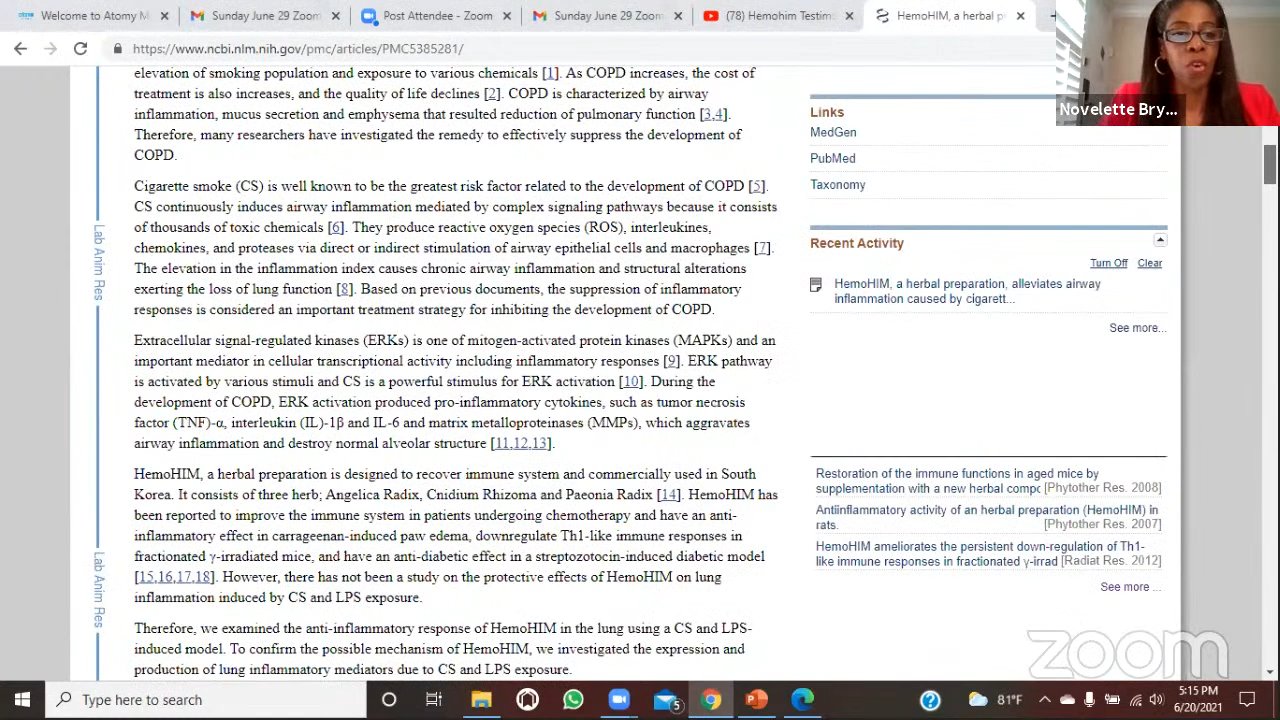 Welcome to Atomy M
Sunday June 29 Zoom
Post Attendee - Zoom
Sunday June 29 Zoom
(78) Hemohim Testim
HemoHIM, a herbal p
https://www.ncbi.nlm.nih.gov/pmc/articles/PMC5385281/
Novelette Bry...
elevation of smoking population and exposure to various chemicals [1]. As COPD increases, the cost of
treatment is also increases, and the quality of life declines [2]. COPD is characterized by airway
inflammation, mucus secretion and emphysema that resulted reduction of pulmonary function [3,4].
Therefore, many researchers have investigated the remedy to effectively suppress the development of
COPD.
Cigarette smoke (CS) is well known to be the greatest risk factor related to the development of COPD [5].
CS continuously induces airway inflammation mediated by complex signaling pathways because it consists
of thousands of toxic chemicals [6]. They produce reactive oxygen species (ROS), interleukines,
chemokines, and proteases via direct or indirect stimulation of airway epithelial cells and macrophages [7].
The elevation in the inflammation index causes chronic airway inflammation and structural alterations
exerting the loss of lung function [8]. Based on previous documents, the suppression of inflammatory
responses is considered an important treatment strategy for inhibiting the development of COPD.
Extracellular signal-regulated kinases (ERKs) is one of mitogen-activated protein kinases (MAPKs) and an
important mediator in cellular transcriptional activity including inflammatory responses [9]. ERK pathway
is activated by various stimuli and CS is a powerful stimulus for ERK activation [10]. During the
development of COPD, ERK activation produced pro-inflammatory cytokines, such as tumor necrosis
factor (TNF)-α, interleukin (IL)-1β and IL-6 and matrix metalloproteinases (MMPs), which aggravates
airway inflammation and destroy normal alveolar structure [11,12,13].
HemoHIM, a herbal preparation is designed to recover immune system and commercially used in South
Korea. It consists of three herb; Angelica Radix, Cnidium Rhizoma and Paeonia Radix [14]. HemoHIM has
been reported to improve the immune system in patients undergoing chemotherapy and have an anti-
inflammatory effect in carrageenan-induced paw edema, downregulate Th1-like immune responses in
fractionated γ-irradiated mice, and have an anti-diabetic effect in a streptozotocin-induced diabetic model
[15,16,17,18]. However, there has not been a study on the protective effects of HemoHIM on lung
inflammation induced by CS and LPS exposure.
Therefore, we examined the anti-inflammatory response of HemoHIM in the lung using a CS and LPS-
induced model. To confirm the possible mechanism of HemoHIM, we investigated the expression and
production of lung inflammatory mediators due to CS and LPS exposure.
Lab Anim Res
Lab Anim Res
Links
MedGen
PubMed
Taxonomy
Recent Activity
Turn Off Clear
HemoHIM, a herbal preparation, alleviates airway
inflammation caused by cigarett...
See more...
Restoration of the immune functions in aged mice by
supplementation with a new herbal compc [Phytother Res. 2008]
Antiinflammatory activity of an herbal preparation (HemoHIM) in
rats. [Phytother Res. 2007]
HemoHIM ameliorates the persistent down-regulation of Th1-
like immune responses in fractionated γ-irrad [Radiat Res. 2012]
See more ...
zoom
Type here to search
5
81°F
5:15 PM
6/20/2021